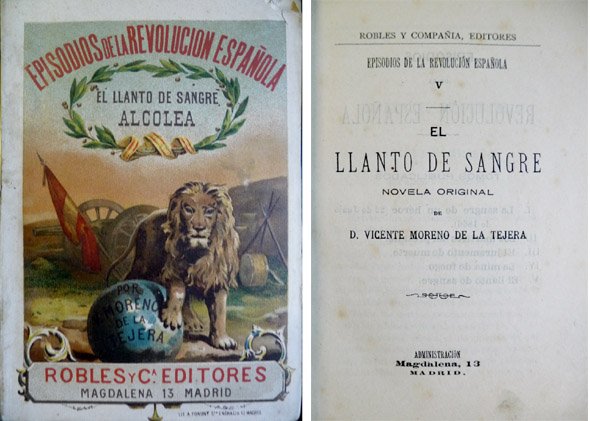 EPISODIOS DE LA REVOLUCION ESPAÑOLA
EL LLANTO DE SANGRE
ALCOLEA
POR
MORENO
DE LA
TEJERA
ROBLES Y Cª. EDITORES
MAGDALENA 13 MADRID
ROBLES Y COMPAÑIA, EDITORES
EPISODIOS DE LA REVOLUCIÓN ESPAÑOLA
V
EL
LLANTO DE SANGRE
NOVELA ORIGINAL
DE
D. VICENTE MORENO DE LA TEJERA
ADMINISTRACIÓN
Magdalena, 13
MADRID.